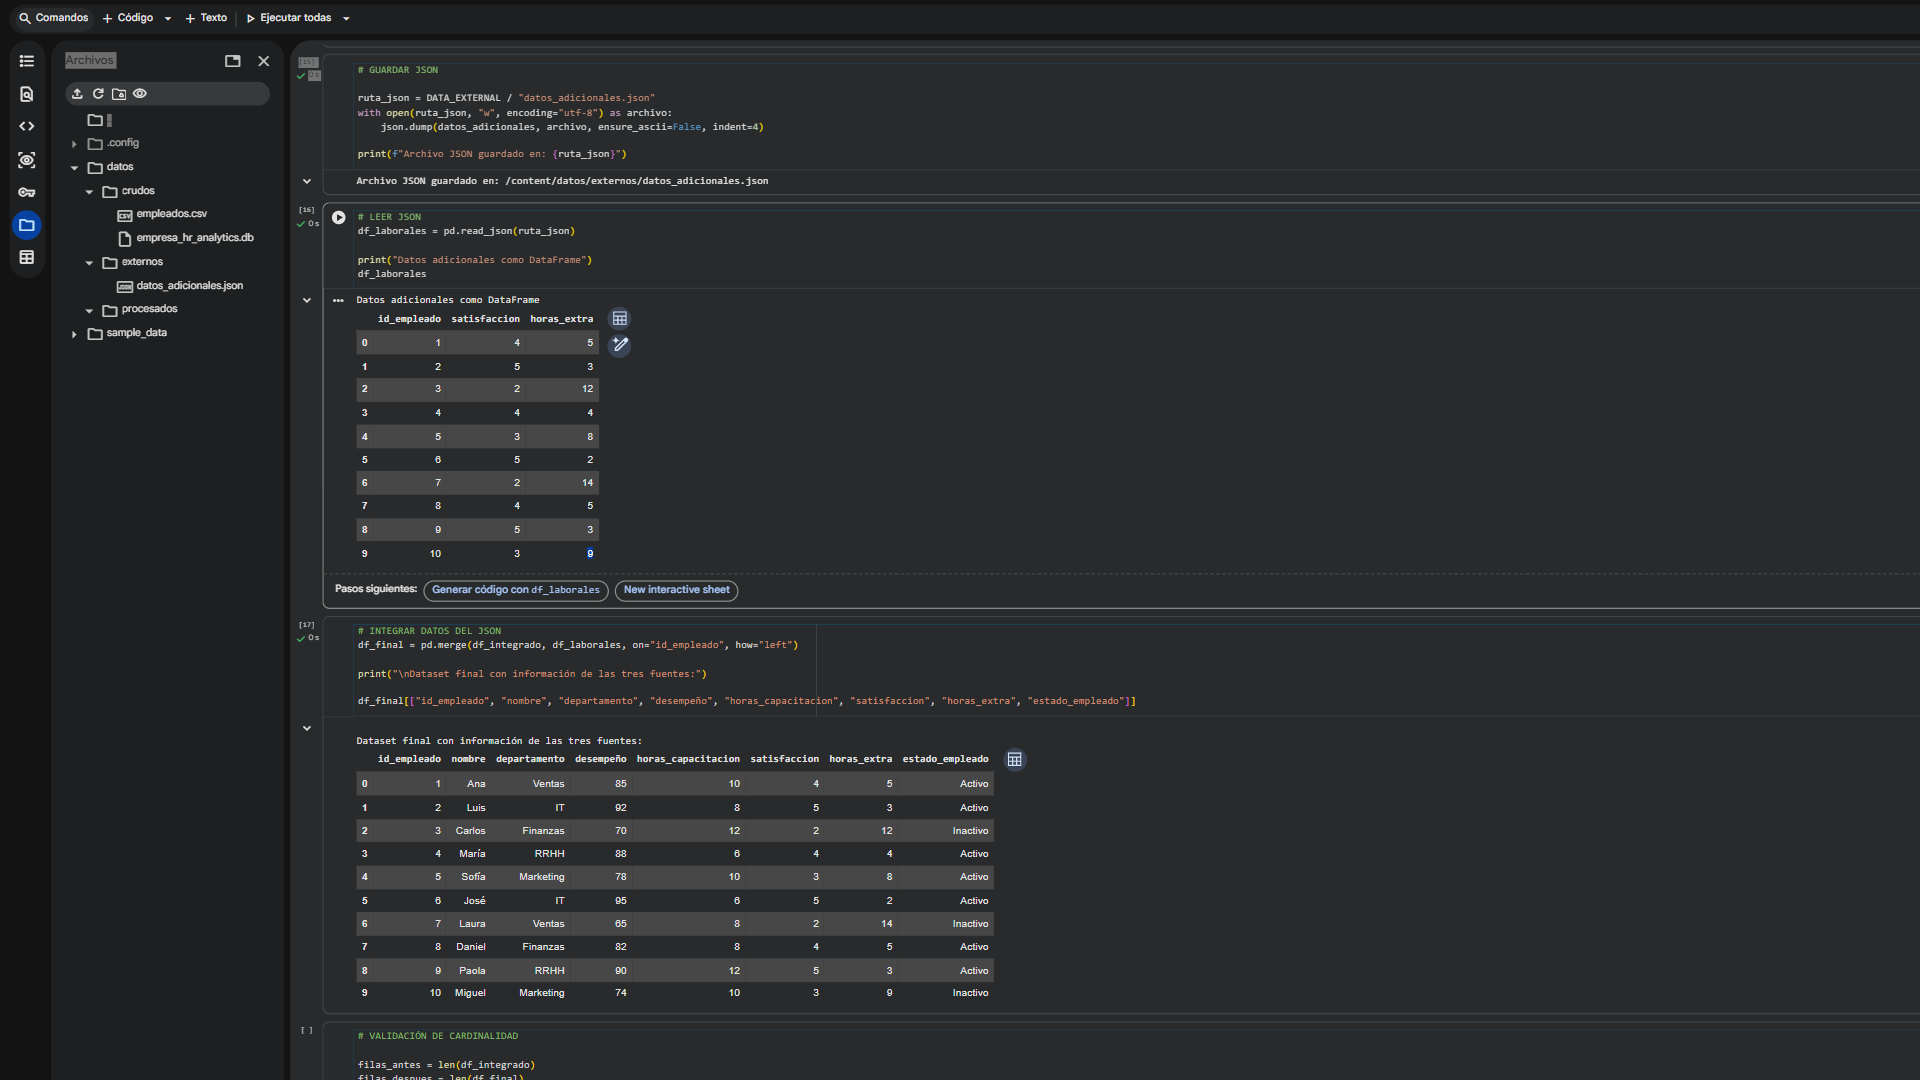 Comandos + Código + Texto Ejecutar todas
Archivos
..
.config
datos
crudos
empleados.csv
empresa_hr_analytics.db
externos
datos_adicionales.json
procesados
sample_data
[15]
0 s
# GUARDAR JSON
ruta_json = DATA_EXTERNAL / "datos_adicionales.json"
with open(ruta_json, "w", encoding="utf-8") as archivo:
json.dump(datos_adicionales, archivo, ensure_ascii=False, indent=4)
print(f"Archivo JSON guardado en: {ruta_json}")
Archivo JSON guardado en: /content/datos/externos/datos_adicionales.json
[16]
0 s
# LEER JSON
df_laborales = pd.read_json(ruta_json)
print("Datos adicionales como DataFrame")
df_laborales
Datos adicionales como DataFrame
id_empleado satisfaccion horas_extra
0 1 4 5
1 2 5 3
2 3 2 12
3 4 4 4
4 5 3 8
5 6 5 2
6 7 2 14
7 8 4 5
8 9 5 3
9 10 3 9
Pasos siguientes: Generar código con df_laborales New interactive sheet
[17]
0 s
# INTEGRAR DATOS DEL JSON
df_final = pd.merge(df_integrado, df_laborales, on="id_empleado", how="left")
print("\nDataset final con información de las tres fuentes:")
df_final[["id_empleado", "nombre", "departamento", "desempeño", "horas_capacitacion", "satisfaccion", "horas_extra", "estado_empleado"]]
Dataset final con información de las tres fuentes:
id_empleado nombre departamento desempeño horas_capacitacion satisfaccion horas_extra estado_empleado
0 1 Ana Ventas 85 10 4 5 Activo
1 2 Luis IT 92 8 5 3 Activo
2 3 Carlos Finanzas 70 12 2 12 Inactivo
3 4 María RRHH 88 6 4 4 Activo
4 5 Sofía Marketing 78 10 3 8 Activo
5 6 José IT 95 6 5 2 Activo
6 7 Laura Ventas 65 8 2 14 Inactivo
7 8 Daniel Finanzas 82 8 4 5 Activo
8 9 Paola RRHH 90 12 5 3 Activo
9 10 Miguel Marketing 74 10 3 9 Inactivo
[ ]
# VALIDACIÓN DE CARDINALIDAD
filas_antes = len(df_integrado)
filas_despues = len(df_final)